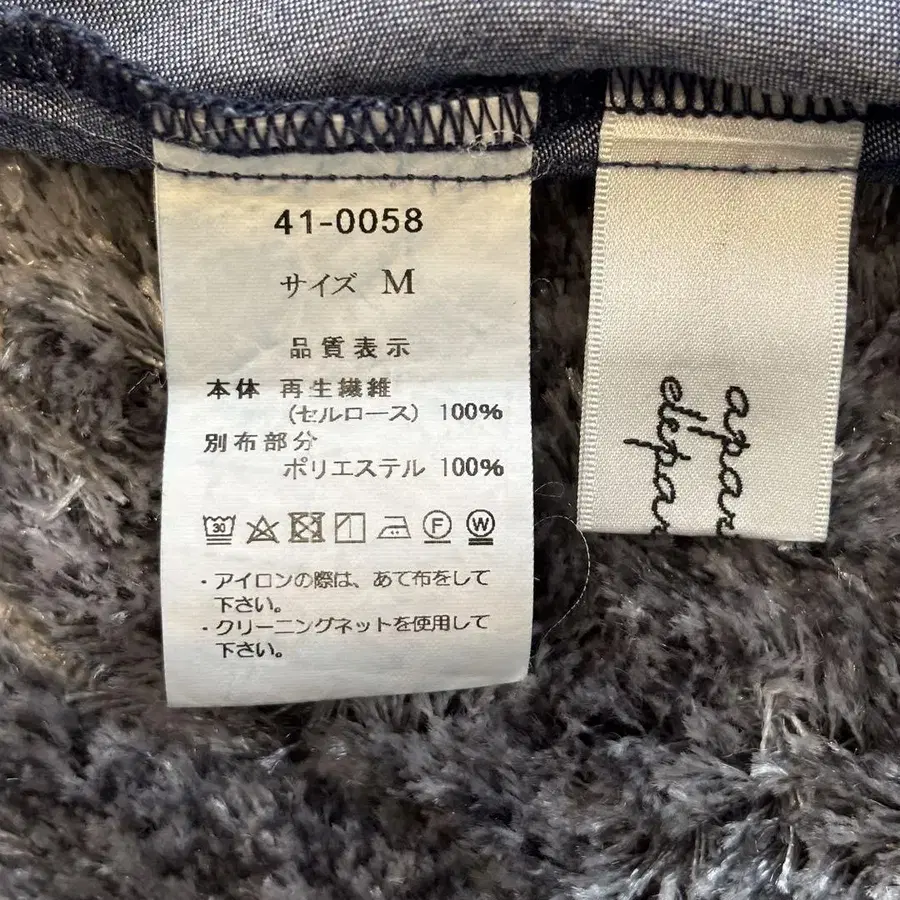 41-0058
サイズ M
品質表示
本体 再生繊維
(セルロース) 100%
別布部分
ポリエステル 100%
30 F W
・アイロンの際は、あて布をして
下さい。
・クリーニングネットを使用して
下さい。
apar
depar